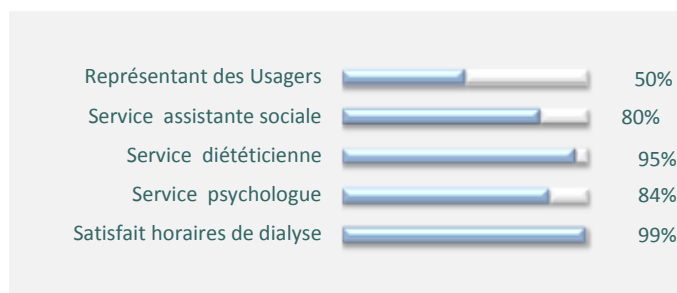 Représentant des Usagers 50%
Service assistante sociale 80%
Service diététicienne 95%
Service psychologue 84%
Satisfait horaires de dialyse 99%